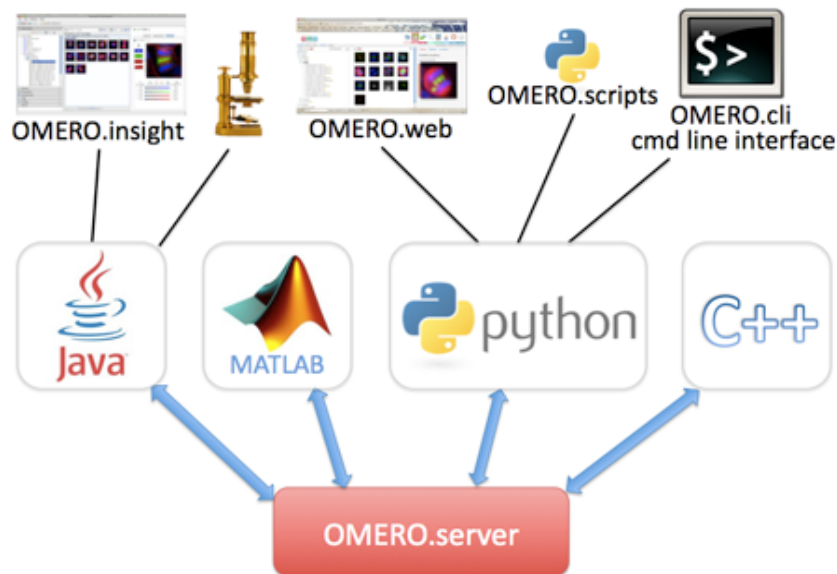 OMERO.insight
OMERO.web
OMERO.scripts
$ >
OMERO.cli
cmd line interface
Java
MATLAB
python
C++
OMERO.server